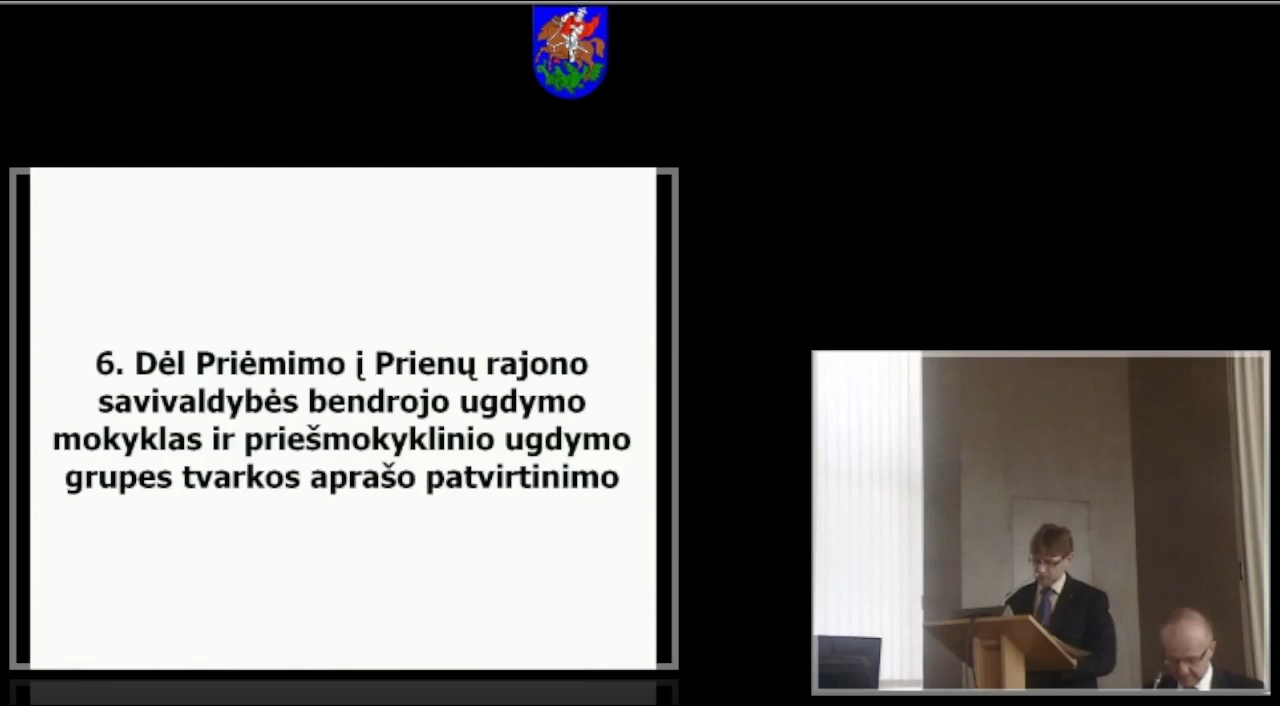 6. Dėl Priėmimo į Prienų rajono
savivaldybės bendrojo ugdymo
mokyklas ir priešmokyklinio ugdymo
grupes tvarkos aprašo patvirtinimo